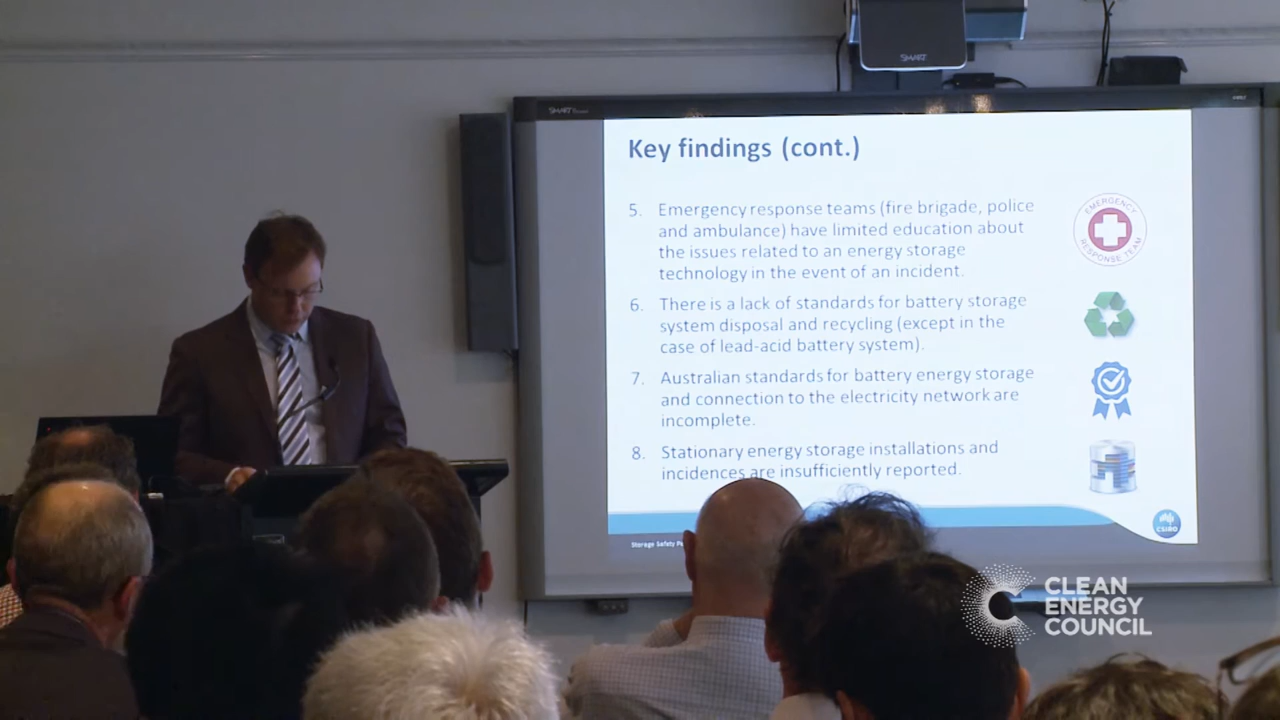 SMART
SMART
Key findings (cont.)
5. Emergency response teams (fire brigade, police
and ambulance) have limited education about
the issues related to an energy storage
technology in the event of an incident.
EMERGENCY
RESPONSE TEAM
6. There is a lack of standards for battery storage
system disposal and recycling (except in the
case of lead-acid battery system).
7. Australian standards for battery energy storage
and connection to the electricity network are
incomplete.
8. Stationary energy storage installations and
incidences are insufficiently reported.
CSIRO
Storage Safety
CLEAN
ENERGY
COUNCIL